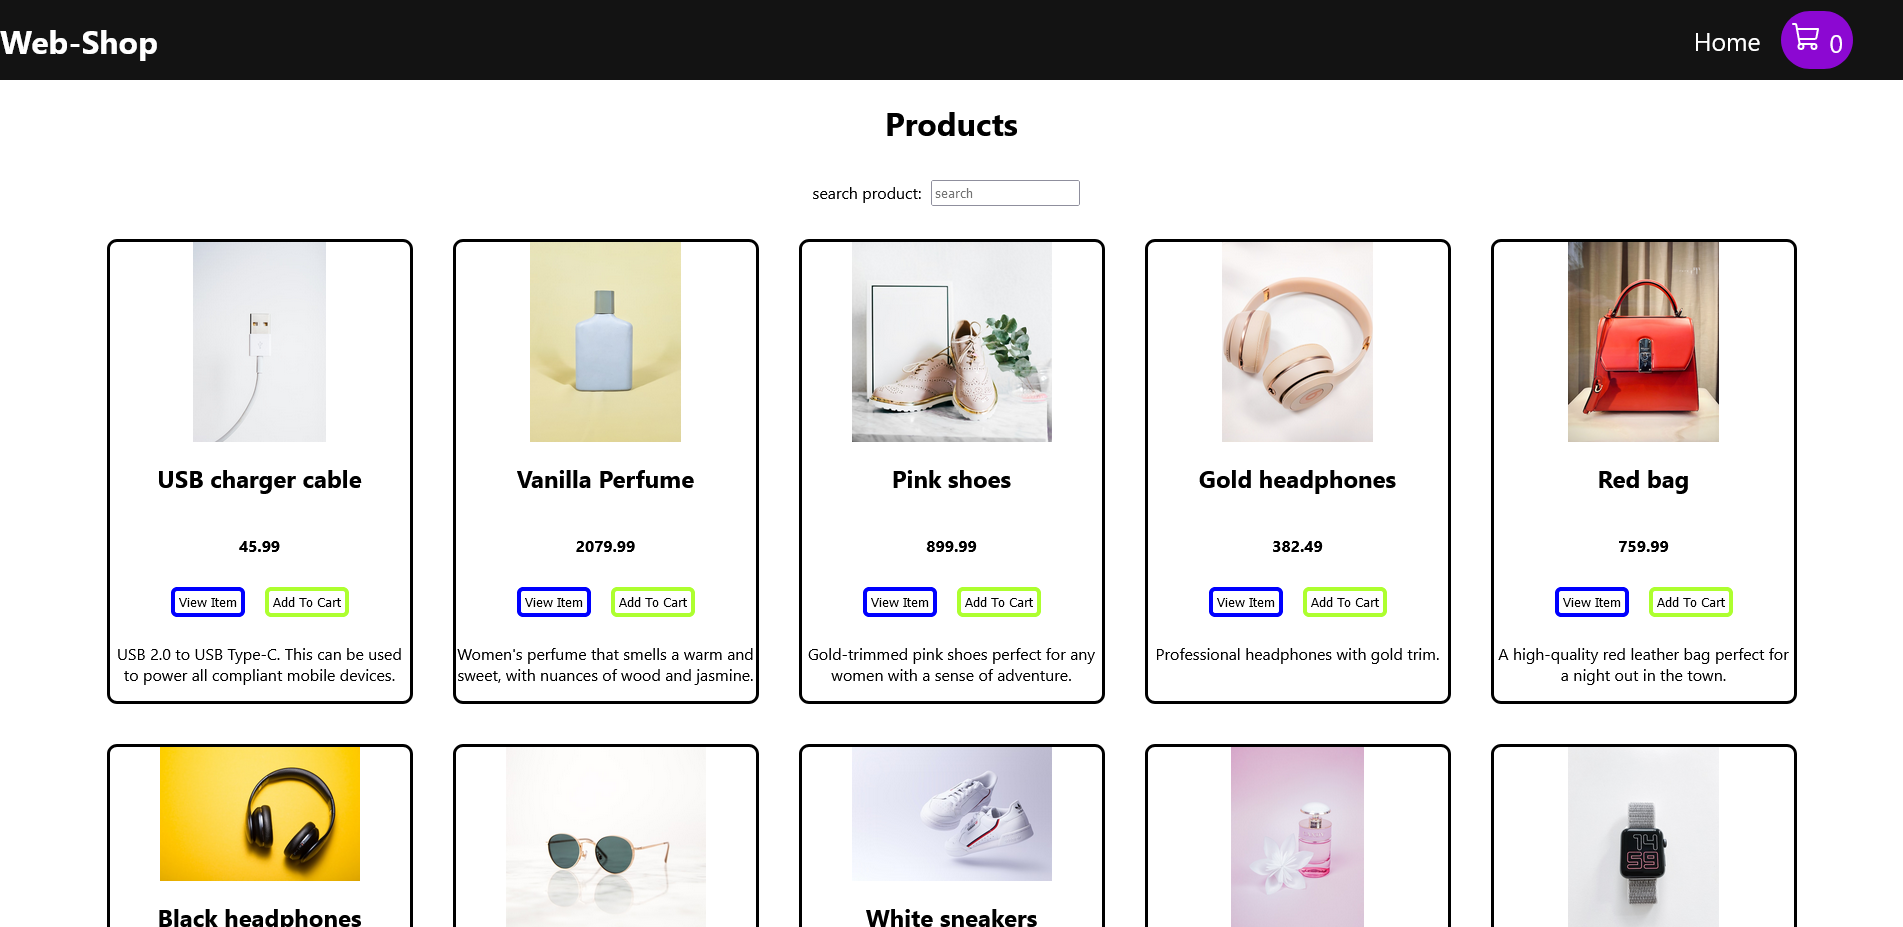 Web-Shop
Home
0
Products
search product:
search
USB charger cable
45.99
View Item
Add To Cart
USB 2.0 to USB Type-C. This can be used
to power all compliant mobile devices.
Vanilla Perfume
2079.99
View Item
Add To Cart
Women's perfume that smells a warm and
sweet, with nuances of wood and jasmine.
Pink shoes
899.99
View Item
Add To Cart
Gold-trimmed pink shoes perfect for any
women with a sense of adventure.
Gold headphones
382.49
View Item
Add To Cart
Professional headphones with gold trim.
Red bag
759.99
View Item
Add To Cart
A high-quality red leather bag perfect for
a night out in the town.
Black headphones
White sneakers
14
59